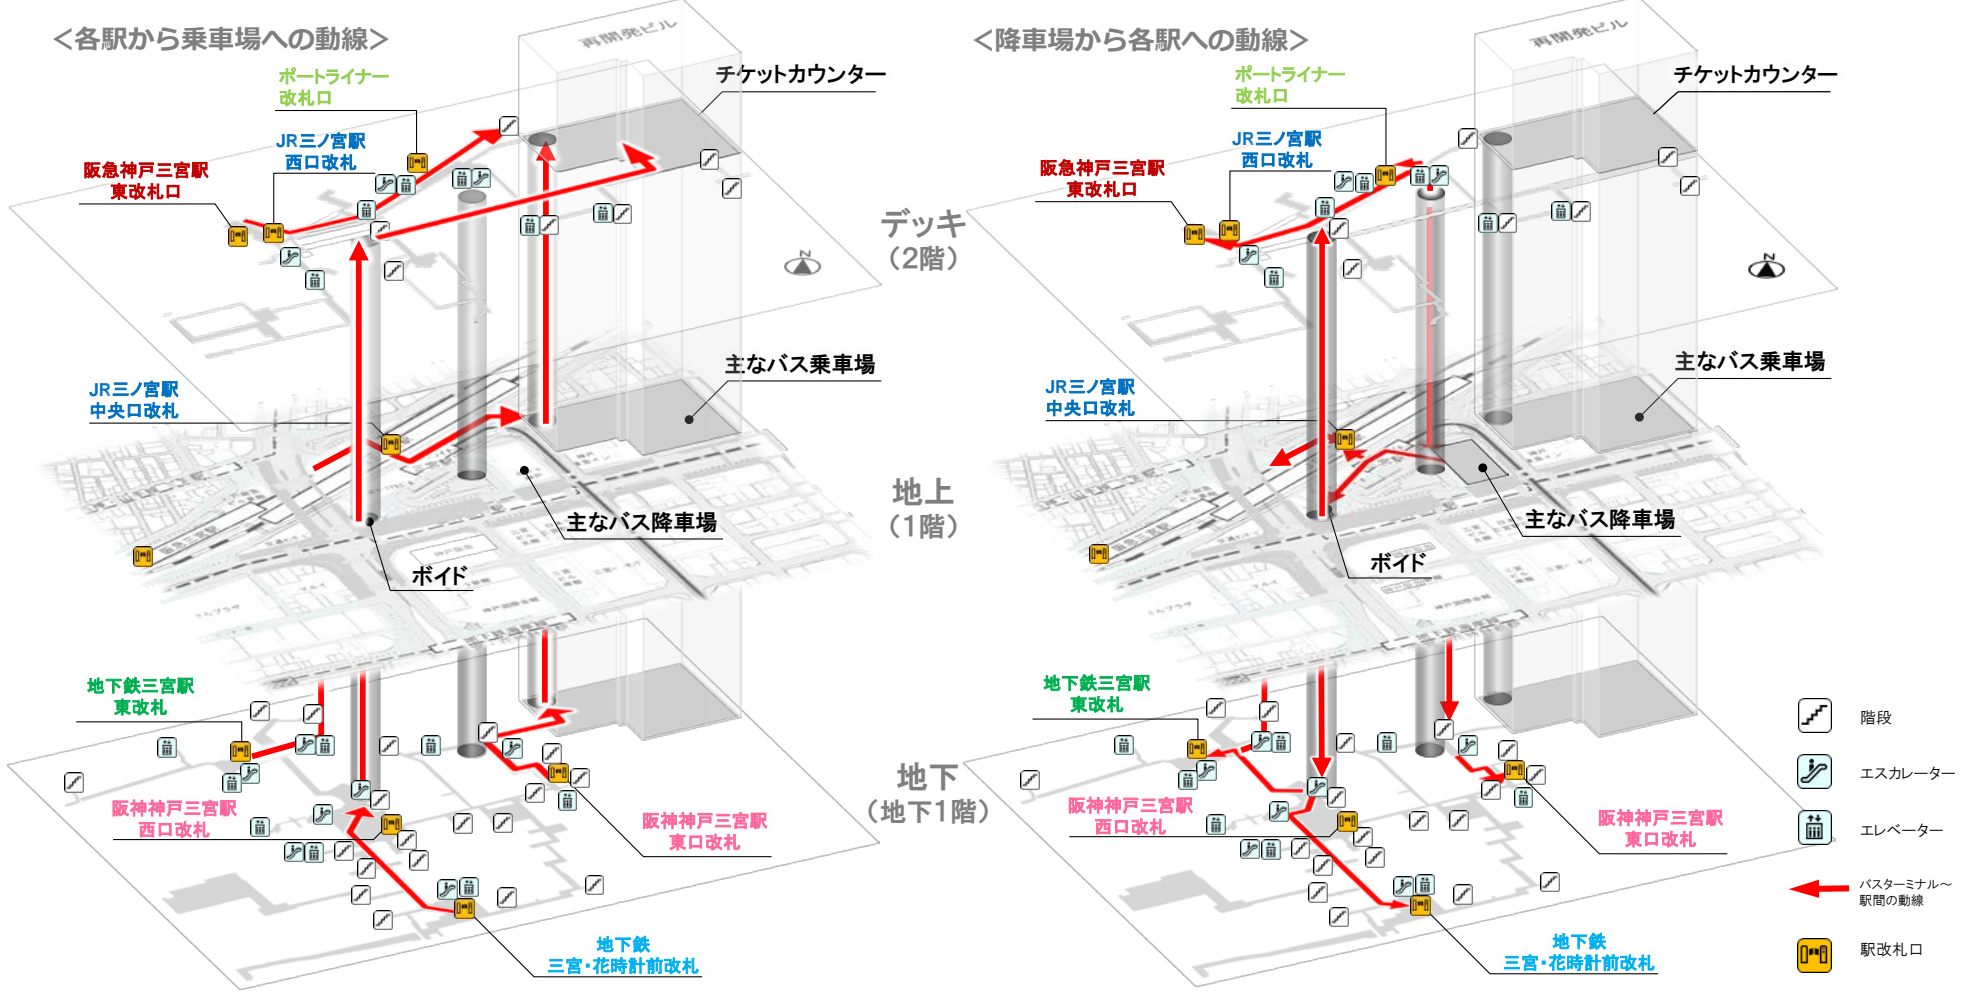 <各駅から乗車場への動線>
再開発ビル
チケットカウンター
ポートライナー
改札口
JR三ノ宮駅
西口改札
阪急神戸三宮駅
東改札口
N
主なバス乗車場
JR三ノ宮駅
中央口改札
主なバス降車場
ボイド
地下鉄三宮駅
東改札
阪神神戸三宮駅
西口改札
阪神神戸三宮駅
東口改札
地下鉄
三宮・花時計前改札
デッキ
（2階）
地上
（1階）
地下
（地下1階）
<降車場から各駅への動線>
再開発ビル
チケットカウンター
ポートライナー
改札口
JR三ノ宮駅
西口改札
阪急神戸三宮駅
東改札口
N
主なバス乗車場
JR三ノ宮駅
中央口改札
主なバス降車場
ボイド
地下鉄三宮駅
東改札
阪神神戸三宮駅
西口改札
阪神神戸三宮駅
東口改札
地下鉄
三宮・花時計前改札
階段
エスカレーター
エレベーター
バスターミナル～
駅間の動線
駅改札口